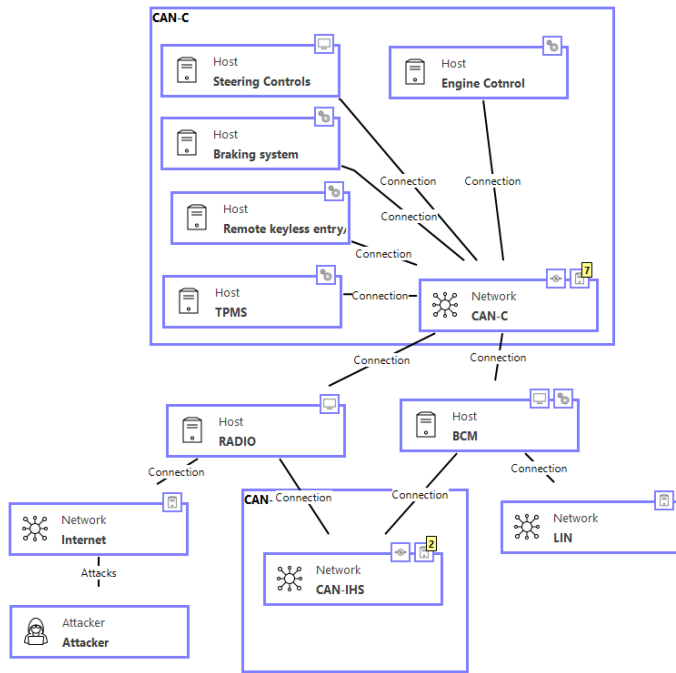 CAN-C
Host
Steering Controls
Host
Engine Cotnrol
Host
Braking system
Connection
Connection
Host
Remote keyless entry/
Connection
Connection
7
Host
TPMS
Connection
Network
CAN-C
Connection
Connection
Host
RADIO
Host
BCM
Connection
Connection
Connection
Connection
CAN-
Network
Internet
Network
LIN
2
Attacks
Network
CAN-IHS
Attacker
Attacker